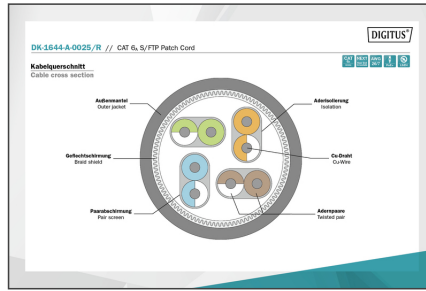 DIGITUS®
DK-1644-A-0025/R // CAT 6A S/FTP Patch Cord
Kabelquerschnitt
Cable cross section
Außenmantel
Outer jacket
Aderisolierung
Isolation
Geflechtschirmung
Braid shield
Cu-Draht
Cu-Wire
Paarabschirmung
Pair screen
Adernpaare
Twisted pair